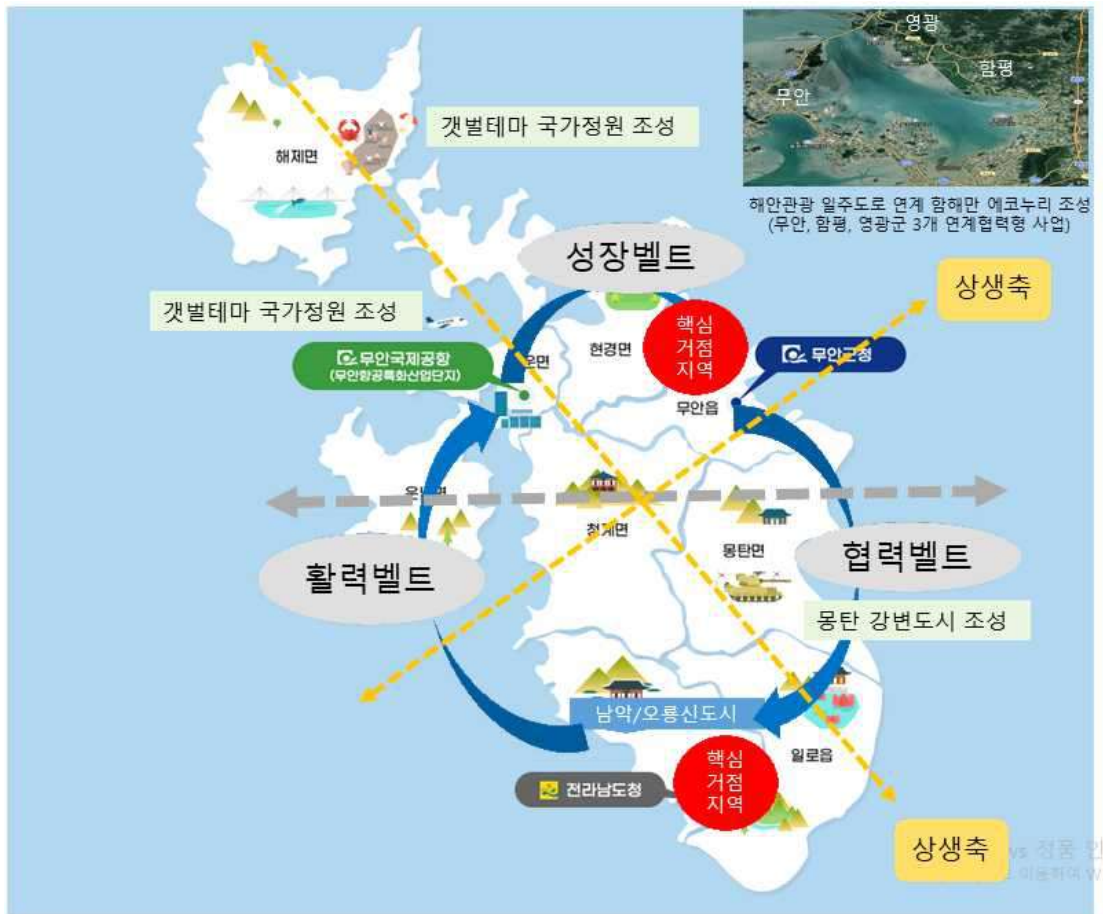 영광
함평
무안
해안관광 일주도로 연계 함해만 에코누리 조성
(무안, 함평, 영광군 3개 연계협력형 사업)
갯벌테마 국가정원 조성
해제면
성장벨트
상생축
갯벌테마 국가정원 조성
핵심
거점
지역
무안국제공항
(무안항공특화산업단지)
운면
현경면
무안군청
무안읍
청계면
몽탄면
활력벨트
협력벨트
몽탄 강변도시 조성
남악/오룡신도시
일로읍
핵심
거점
지역
전라남도청
상생축